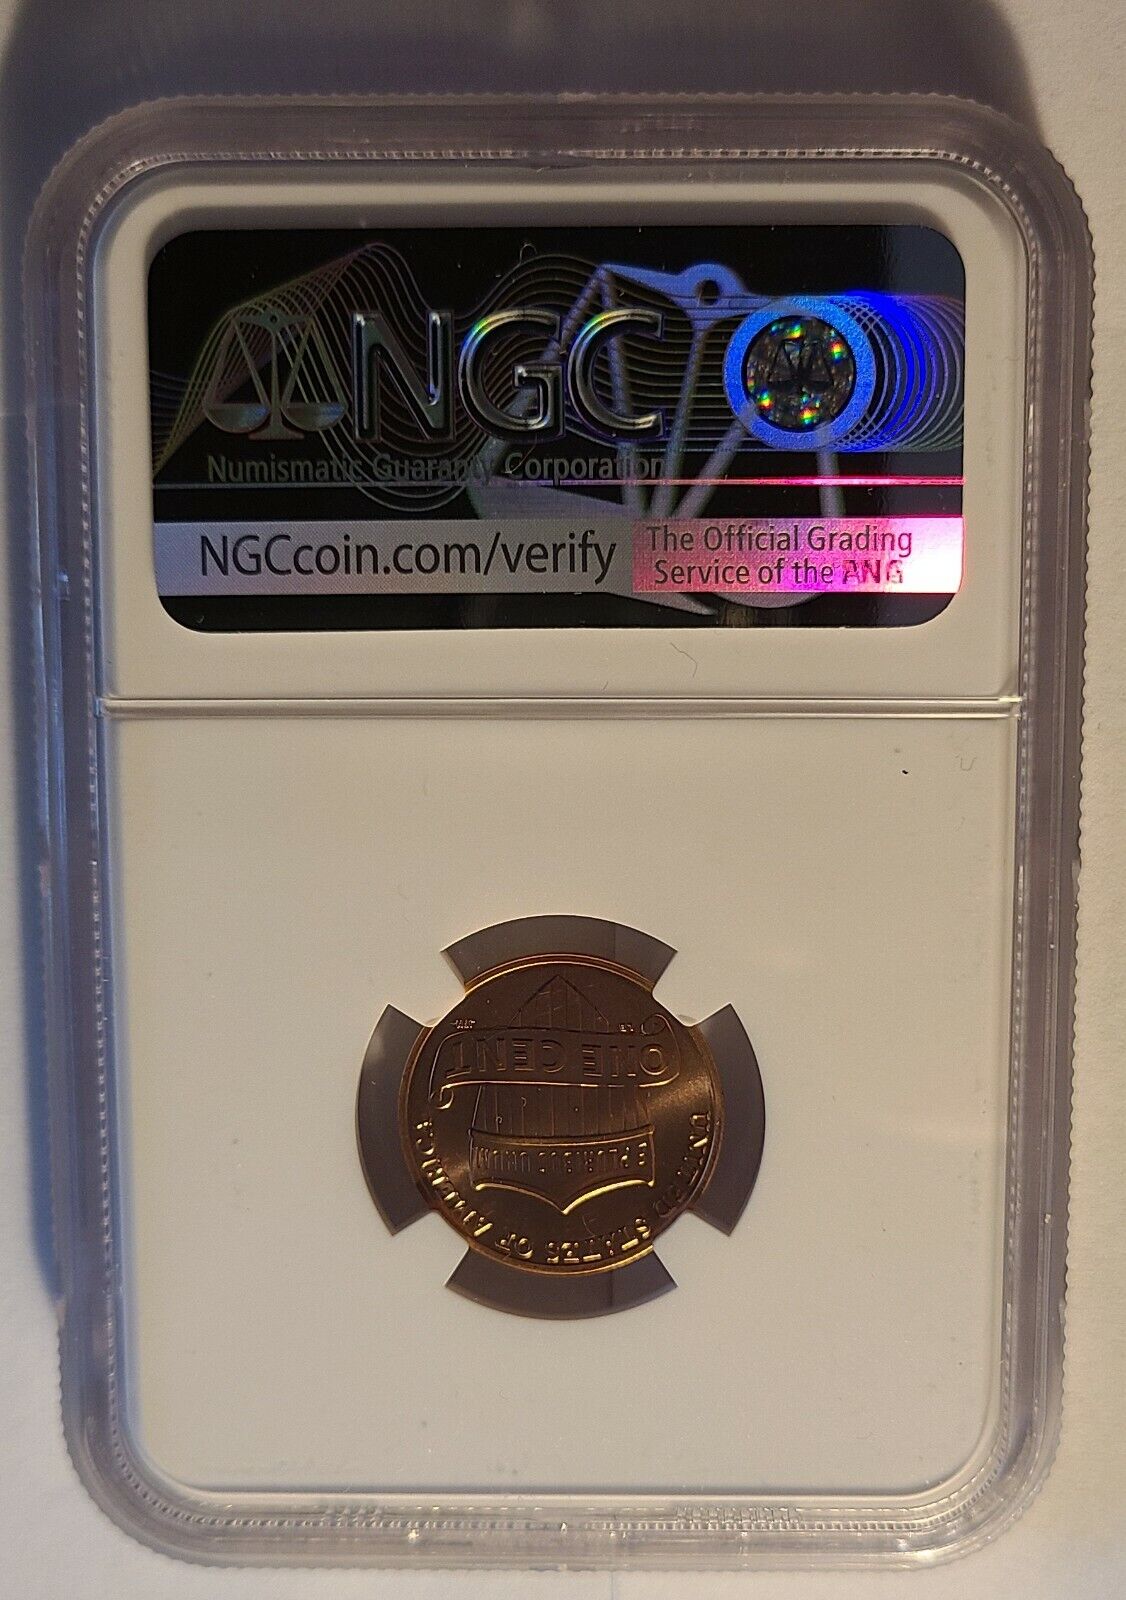 NGC
Numismatic Guaranty Corporation
NGCcoin.com/verify
The Official Grading
Service of the ANG
ONE CENT
E PLURIBUS UNUM
UNITED STATES OF AMERICA